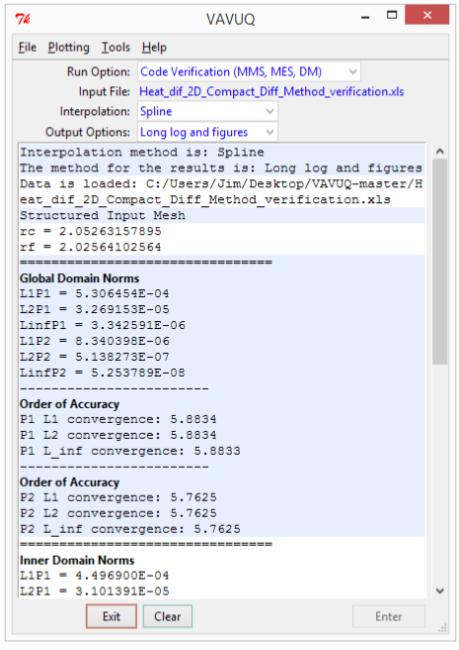 VAVUQ
File Plotting Tools Help
Run Option: Code Verification (MMS, MES, DM)
Input File: Heat_dif_2D_Compact_Diff_Method_verification.xls
Interpolation: Spline
Output Options: Long log and figures
Interpolation method is: Spline
The method for the results is: Long log and figures
Data is loaded: C:/Users/Jim/Desktop/VAVUQ-master/H
eat_dif_2D_Compact_Diff_Method_verification.xls
Structured Input Mesh
rc = 2.05263157895
rf = 2.02564102564
================================
Global Domain Norms
L1P1 = 5.306454E-04
L2P1 = 3.269153E-05
LinfP1 = 3.342591E-06
L1P2 = 8.340398E-06
L2P2 = 5.138273E-07
LinfP2 = 5.253789E-08
------------------------
Order of Accuracy
P1 L1 convergence: 5.8834
P1 L2 convergence: 5.8834
P1 L_inf convergence: 5.8833
------------------------
Order of Accuracy
P2 L1 convergence: 5.7625
P2 L2 convergence: 5.7625
P2 L_inf convergence: 5.7625
================================
Inner Domain Norms
L1P1 = 4.496900E-04
L2P1 = 3.101391E-05
Exit Clear Enter